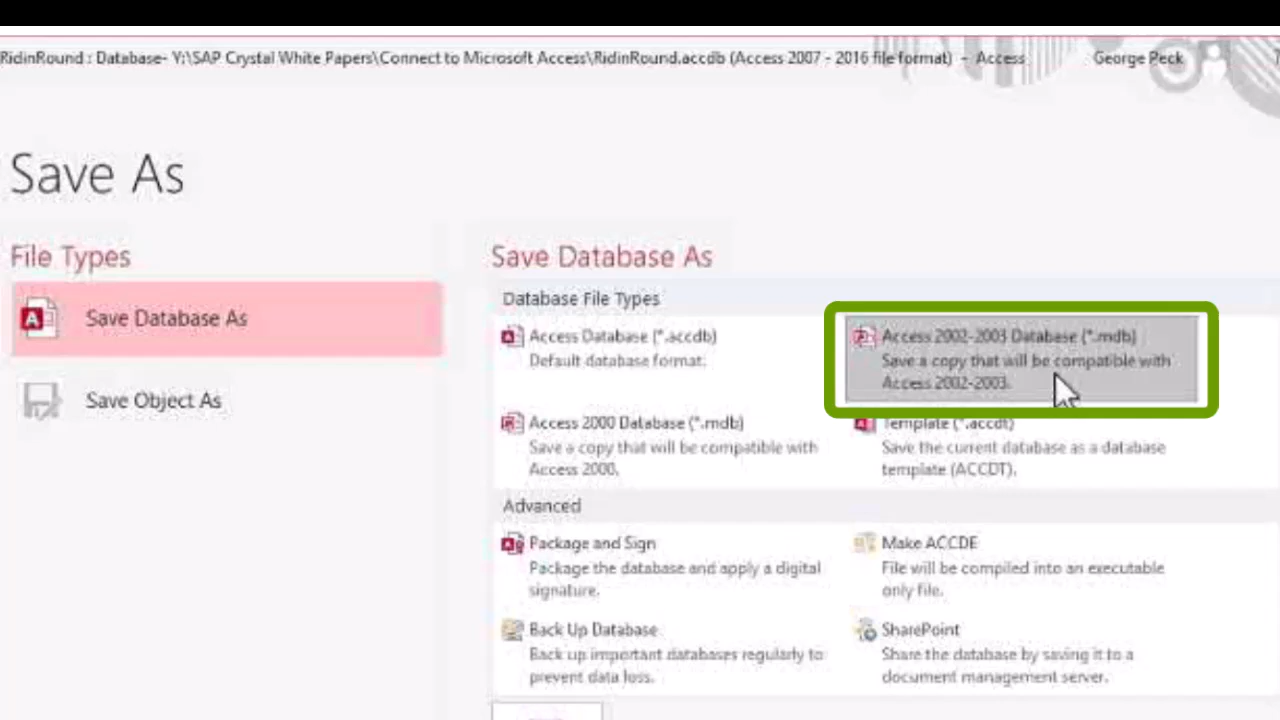 RidinRound : Database- Y:\SAP Crystal White Papers\Connect to Microsoft Access\RidinRound.accdb (Access 2007 - 2016 file format) - Access George Peck
Save As
File Types
Save Database As
Save Object As
Save Database As
Database File Types
Access Database (*.accdb)
Default database format.
Access 2002-2003 Database (*.mdb)
Save a copy that will be compatible with
Access 2002-2003.
Access 2000 Database (*.mdb)
Save a copy that will be compatible with
Access 2000.
Template (*.accdt)
Save the current database as a database
template (ACCDT).
Advanced
Package and Sign
Package the database and apply a digital
signature.
Make ACCDE
File will be compiled into an executable
only file.
Back Up Database
Back up important databases regularly to
prevent data loss.
SharePoint
Share the database by saving it to a
document management server.